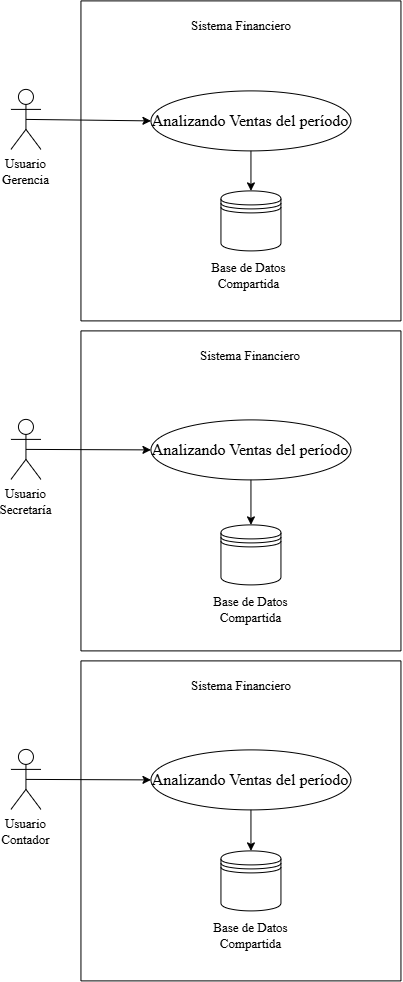 Sistema Financiero
Analizando Ventas del período
Usuario
Gerencia
Base de Datos
Compartida
Sistema Financiero
Analizando Ventas del período
Usuario
Secretaría
Base de Datos
Compartida
Sistema Financiero
Analizando Ventas del período
Usuario
Contador
Base de Datos
Compartida